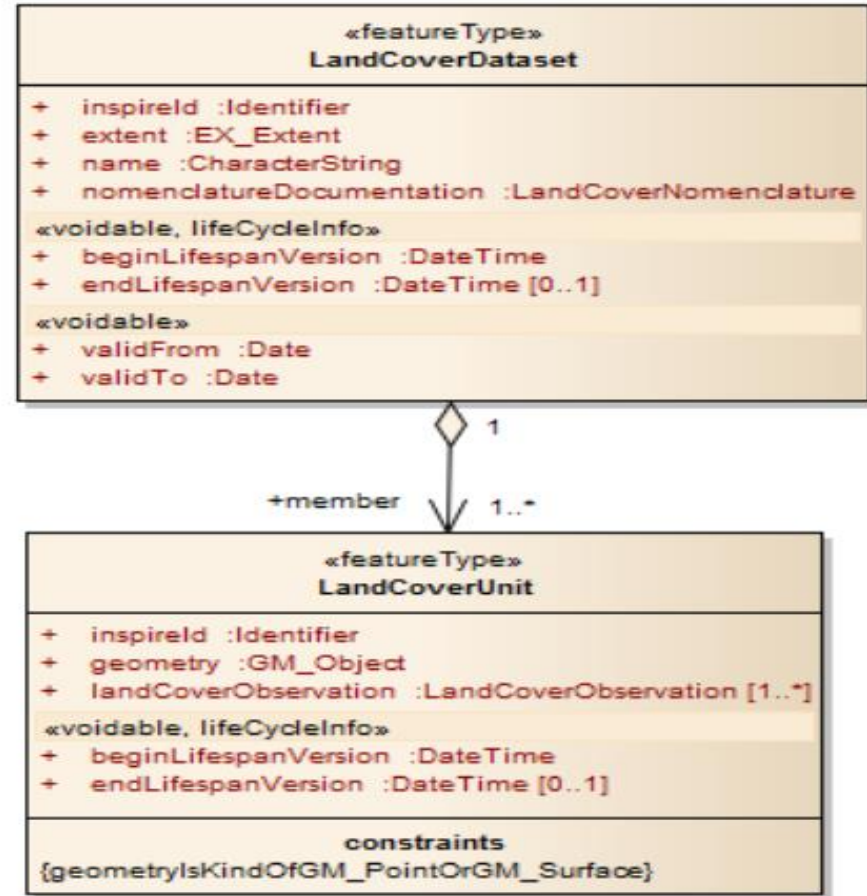 «featureType»
LandCoverDataset
+ inspireId :Identifier
+ extent :EX_Extent
+ name :CharacterString
+ nomenclatureDocumentation :LandCoverNomenclature
«voidable, lifeCycleInfo»
+ beginLifespanVersion :DateTime
+ endLifespanVersion :DateTime [0..1]
«voidable»
+ validFrom :Date
+ validTo :Date
1
+member 1..*
«featureType»
LandCoverUnit
+ inspireId :Identifier
+ geometry :GM_Object
+ landCoverObservation :LandCoverObservation [1..*]
«voidable, lifeCycleInfo»
+ beginLifespanVersion :DateTime
+ endLifespanVersion :DateTime [0..1]
constraints
{geometryIsKindOfGM_PointOrGM_Surface}